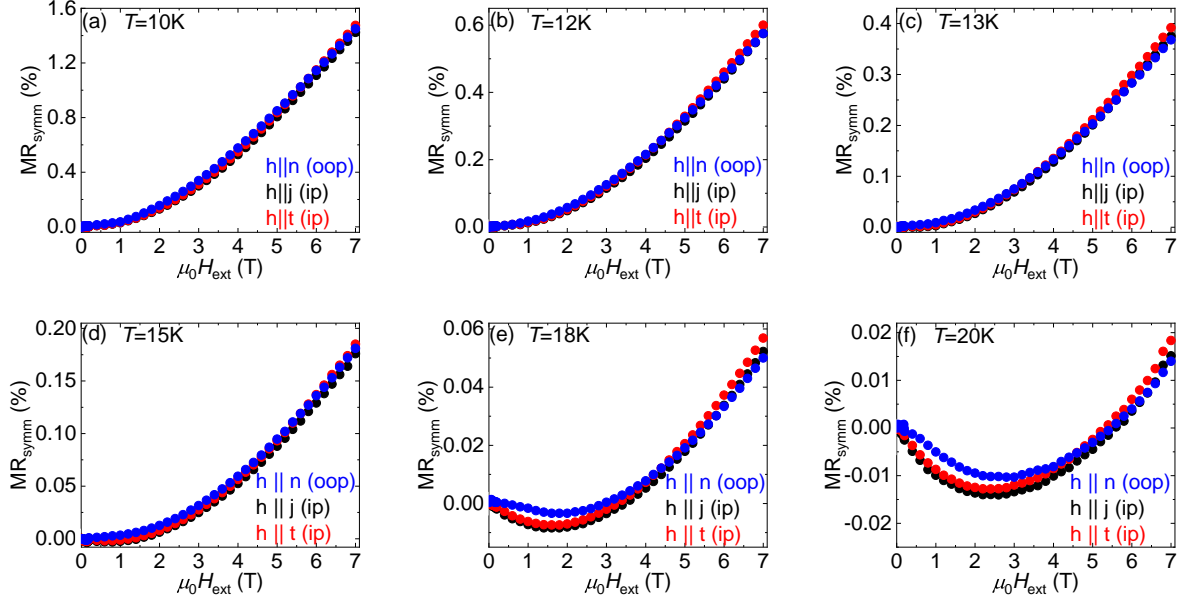 (a) T=10K
1.6
1.2
0.8
0.4
0.0
MRsymm (%)
h||n (oop)
h||j (ip)
h||t (ip)
0 1 2 3 4 5 6 7
μ0Hext (T)
(b) T=12K
0.6
0.4
0.2
0.0
MRsymm (%)
h||n (oop)
h||j (ip)
h||t (ip)
0 1 2 3 4 5 6 7
μ0Hext (T)
(c) T=13K
0.4
0.3
0.2
0.1
0.0
MRsymm (%)
h||n (oop)
h||j (ip)
h||t (ip)
0 1 2 3 4 5 6 7
μ0Hext (T)
(d) T=15K
0.20
0.15
0.10
0.05
0.00
MRsymm (%)
h || n (oop)
h || j (ip)
h || t (ip)
0 1 2 3 4 5 6 7
μ0Hext (T)
(e) T=18K
0.06
0.04
0.02
0.00
MRsymm (%)
h || n (oop)
h || j (ip)
h || t (ip)
0 1 2 3 4 5 6 7
μ0Hext (T)
(f) T=20K
0.02
0.01
0.00
-0.01
-0.02
MRsymm (%)
h || n (oop)
h || j (ip)
h || t (ip)
0 1 2 3 4 5 6 7
μ0Hext (T)